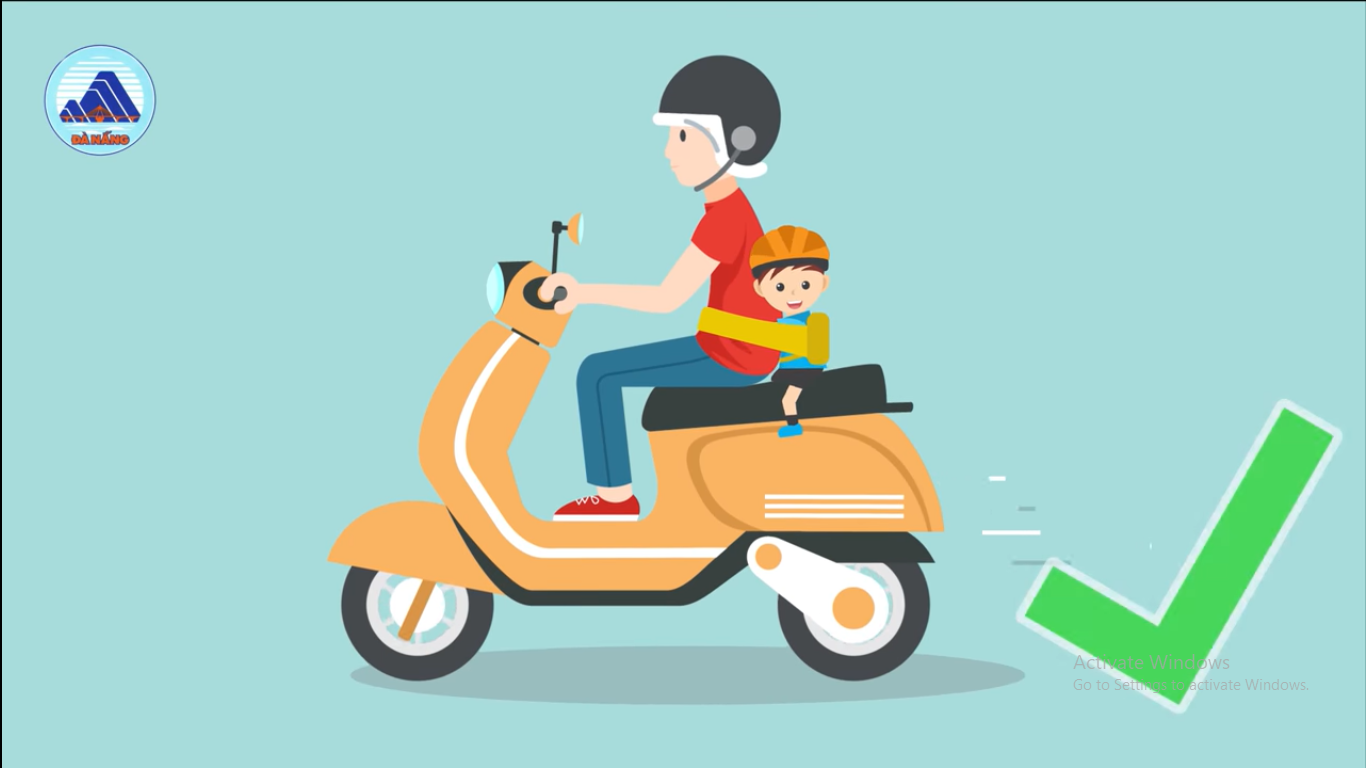 ĐÀ NẴNG
Activate Windows
Go to Settings to activate Windows.